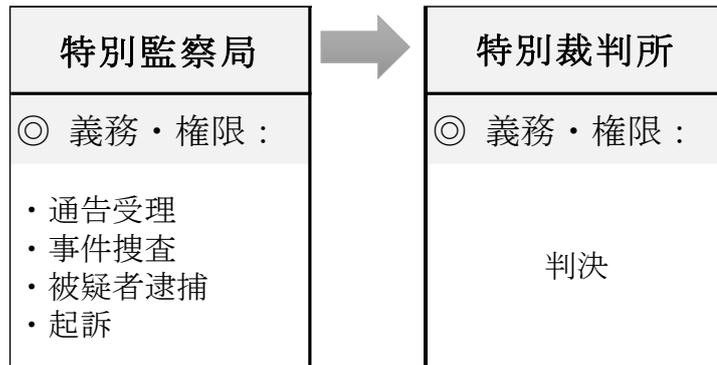 特別監察局
◎ 義務・権限：
・通告受理
・事件捜査
・被疑者逮捕
・起訴
特別裁判所
◎ 義務・権限：
判決